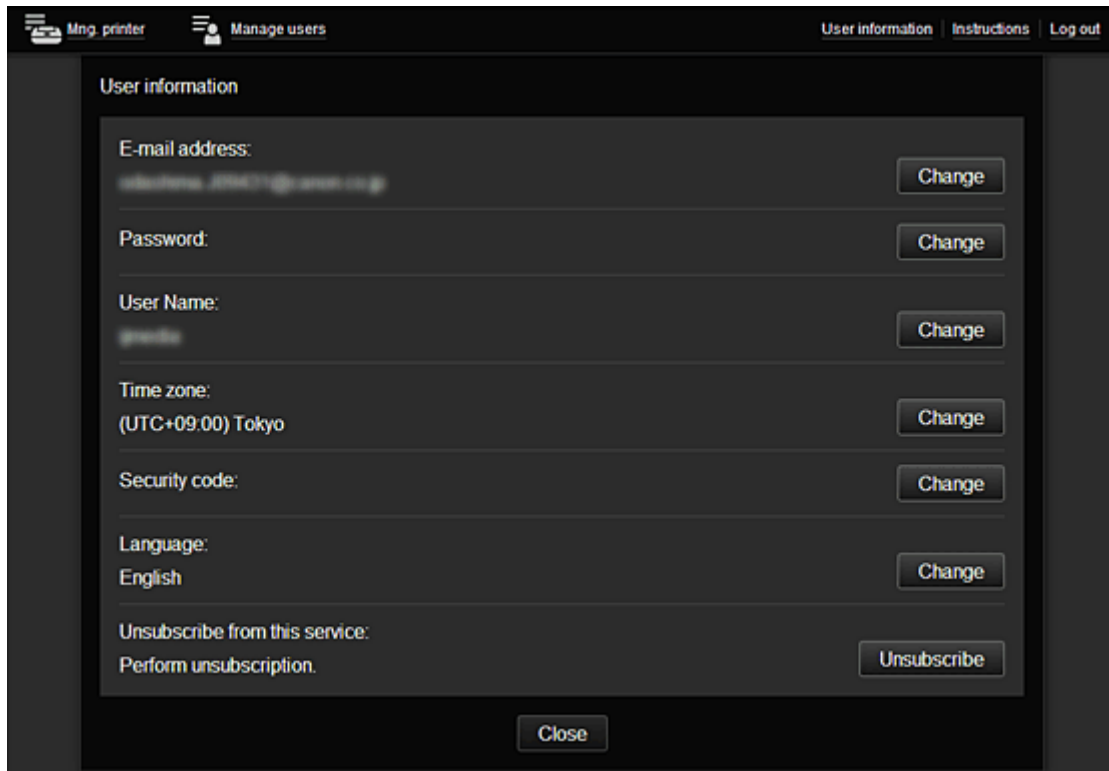 Mng. printer
Manage users
User information
Instructions
Log out
User information
E-mail address:
Change
Password:
Change
User Name:
Change
Time zone:
(UTC+09:00) Tokyo
Change
Security code:
Change
Language:
English
Change
Unsubscribe from this service:
Perform unsubscription.
Unsubscribe
Close